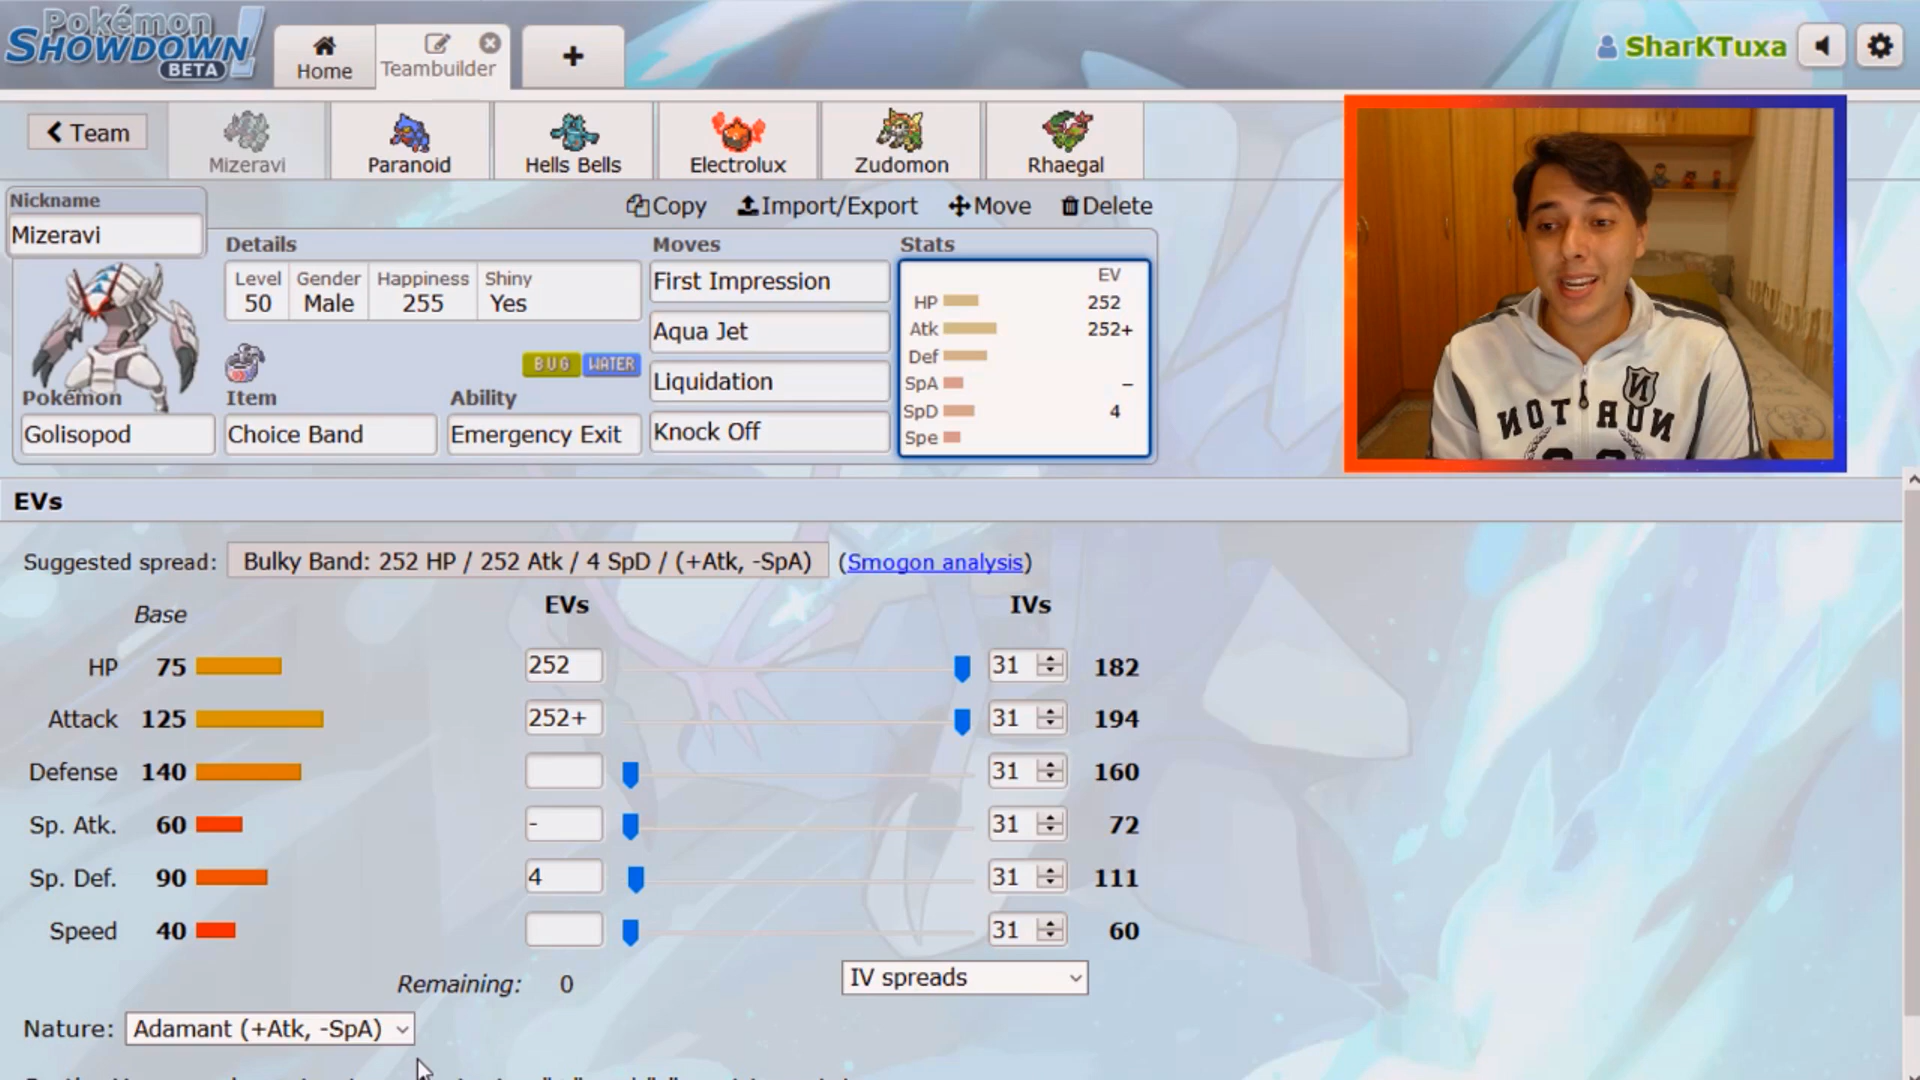 Pokémon
SHOWDOWN!
BETA
Home
Teambuilder
+
SharKTuxa
Team
Mizeravi
Paranoid
Hells Bells
Electrolux
Zudomon
Rhaegal
Copy
Import/Export
Move
Delete
Nickname
Mizeravi
Details
Level
50
Gender
Male
Happiness
255
Shiny
Yes
BUG
WATER
Pokémon
Golisopod
Item
Choice Band
Ability
Emergency Exit
Moves
First Impression
Aqua Jet
Liquidation
Knock Off
Stats
EV
HP 252
Atk 252+
Def
SpA –
SpD 4
Spe
EVs
Suggested spread: Bulky Band: 252 HP / 252 Atk / 4 SpD / (+Atk, -SpA) (Smogon analysis)
Base EVs IVs
HP 75 252 31 182
Attack 125 252+ 31 194
Defense 140 31 160
Sp. Atk. 60 - 31 72
Sp. Def. 90 4 31 111
Speed 40 31 60
Remaining: 0
IV spreads
Nature: Adamant (+Atk, -SpA)